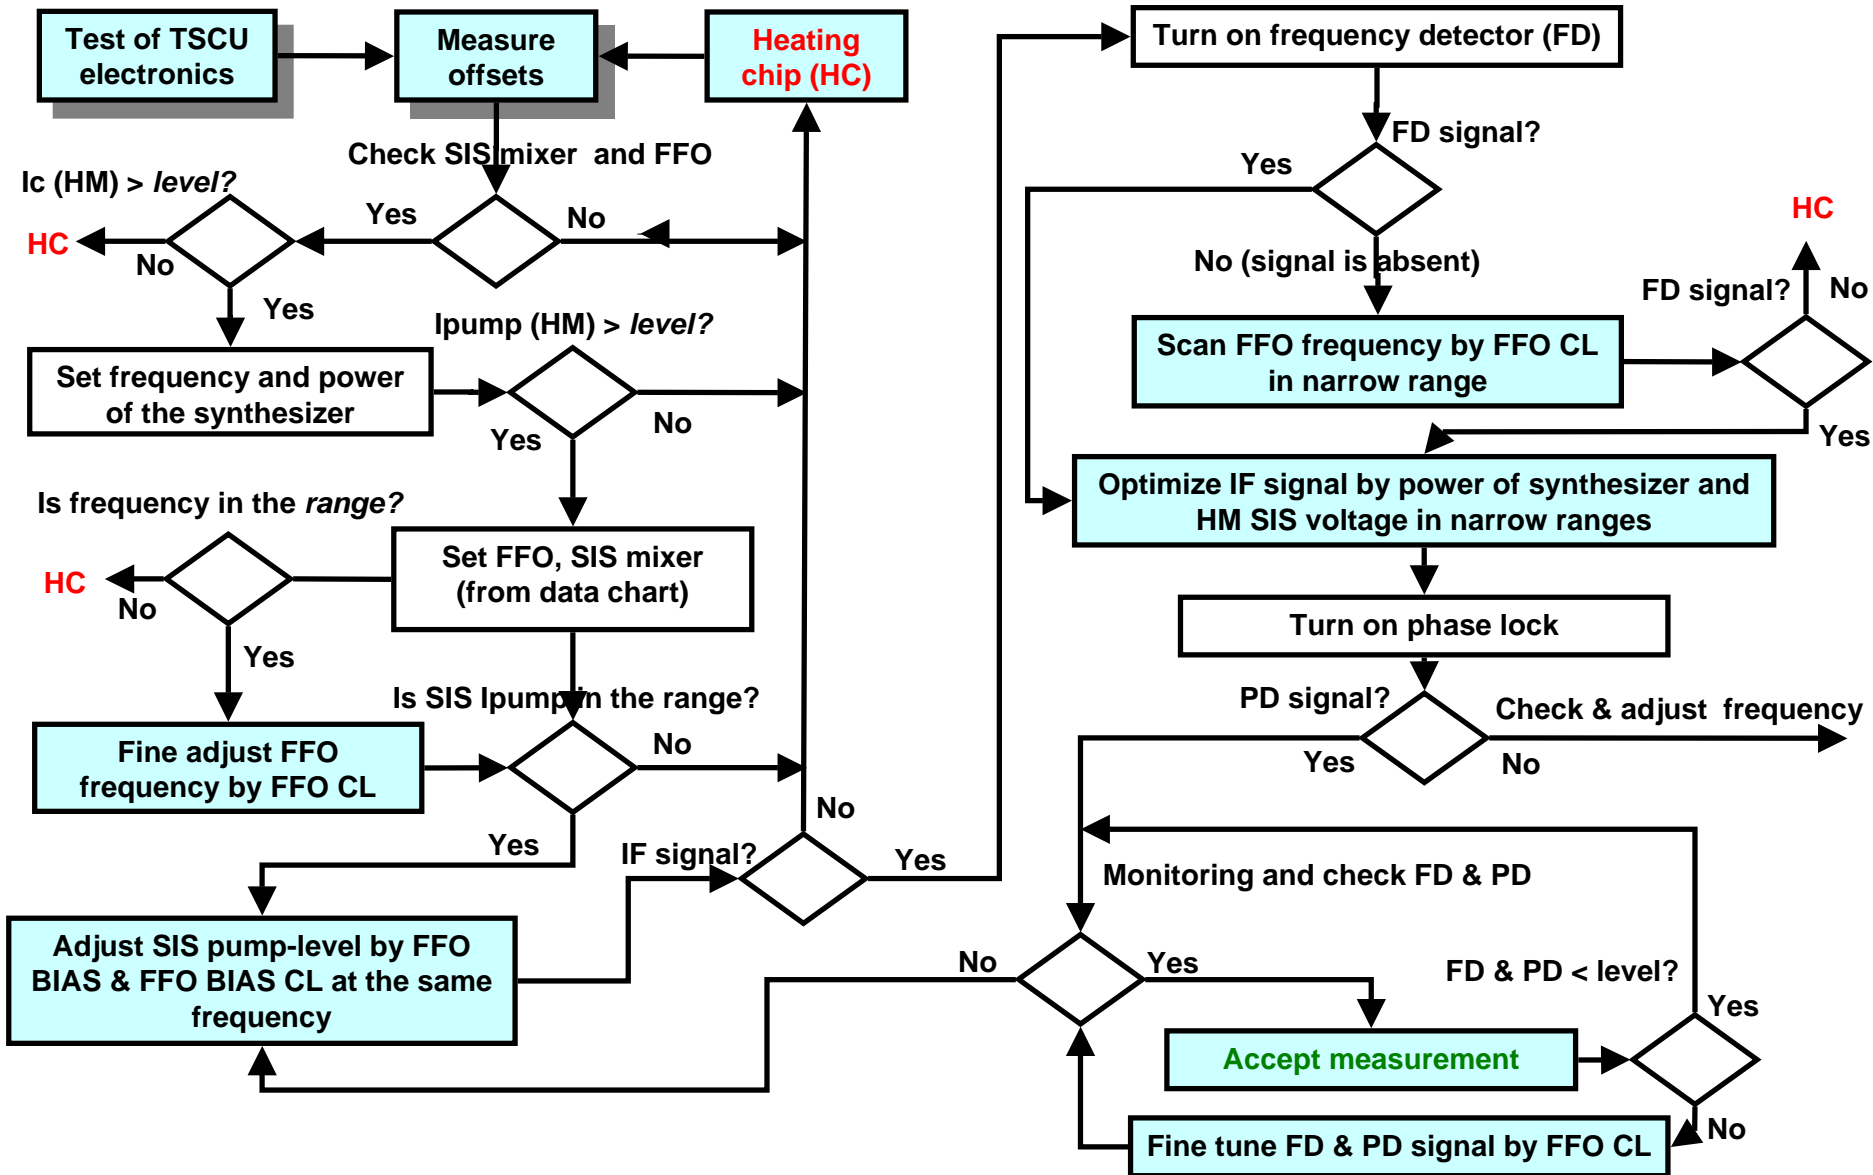 Test of TSCU
electronics
Measure
offsets
Heating
chip (HC)
Check SIS mixer and FFO
Ic (HM) > level?
Yes
No
HC
No
Yes
Ipump (HM) > level?
Set frequency and power
of the synthesizer
No
Yes
Is frequency in the range?
Set FFO, SIS mixer
(from data chart)
HC
No
Yes
Is SIS Ipump in the range?
Fine adjust FFO
frequency by FFO CL
No
Yes
No
IF signal?
Yes
Adjust SIS pump-level by FFO
BIAS & FFO BIAS CL at the same
frequency
Turn on frequency detector (FD)
FD signal?
Yes
HC
No (signal is absent)
FD signal?
No
Scan FFO frequency by FFO CL
in narrow range
Yes
Optimize IF signal by power of synthesizer and
HM SIS voltage in narrow ranges
Turn on phase lock
PD signal?
Check & adjust frequency
Yes
No
Monitoring and check FD & PD
No
Yes
FD & PD < level?
Yes
Accept measurement
No
Fine tune FD & PD signal by FFO CL